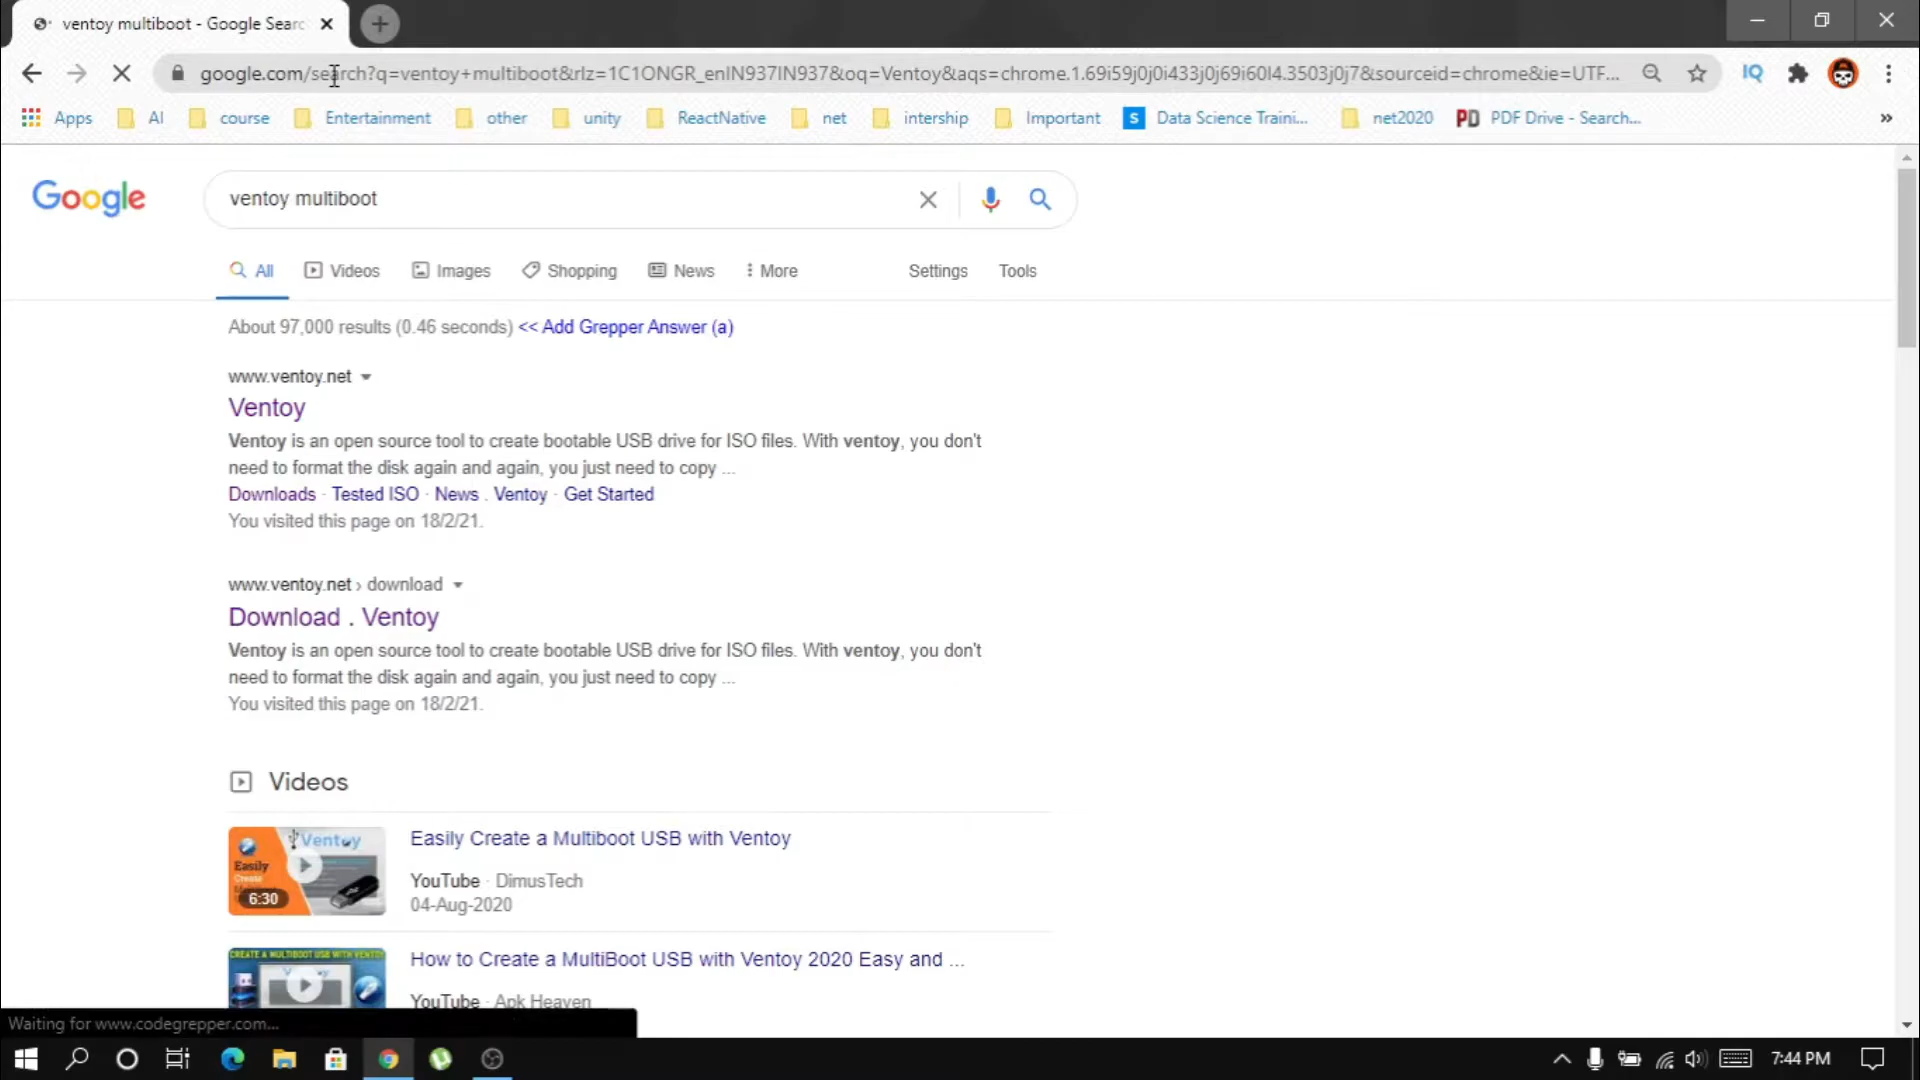 ventoy multiboot - Google Searc
google.com/search?q=ventoy+multiboot&rlz=1C1ONGR_enIN937IN937&oq=Ventoy&aqs=chrome.1.69i59j0j0i433j0j69i60l4.3503j0j7&sourceid=chrome&ie=UTF...
IQ
Apps AI course Entertainment other unity ReactNative net intership Important S Data Science Traini... net2020 PD PDF Drive - Search... »
Google ventoy multiboot
All Videos Images Shopping News More Settings Tools
About 97,000 results (0.46 seconds) << Add Grepper Answer (a)
www.ventoy.net
Ventoy
Ventoy is an open source tool to create bootable USB drive for ISO files. With ventoy, you don't
need to format the disk again and again, you just need to copy ...
Downloads · Tested ISO · News . Ventoy · Get Started
You visited this page on 18/2/21.
www.ventoy.net › download
Download . Ventoy
Ventoy is an open source tool to create bootable USB drive for ISO files. With ventoy, you don't
need to format the disk again and again, you just need to copy ...
You visited this page on 18/2/21.
Videos
Ventoy
Easily
Create
6:30
Easily Create a Multiboot USB with Ventoy
YouTube · DimusTech
04-Aug-2020
CREATE A MULTIBOOT USB WITH VENTOY
How to Create a MultiBoot USB with Ventoy 2020 Easy and ...
YouTube · Apk Heaven
Waiting for www.codegrepper.com...
7:44 PM